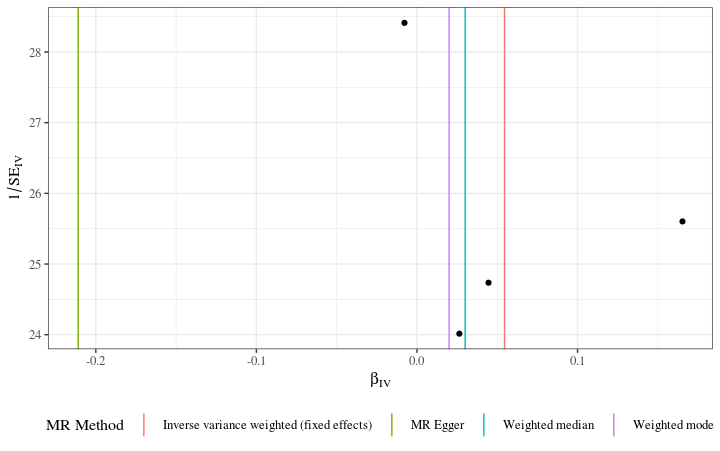 28
27
26
25
24
1/SE_IV
-0.2 -0.1 0.0 0.1
β_IV
MR Method Inverse variance weighted (fixed effects) MR Egger Weighted median Weighted mode